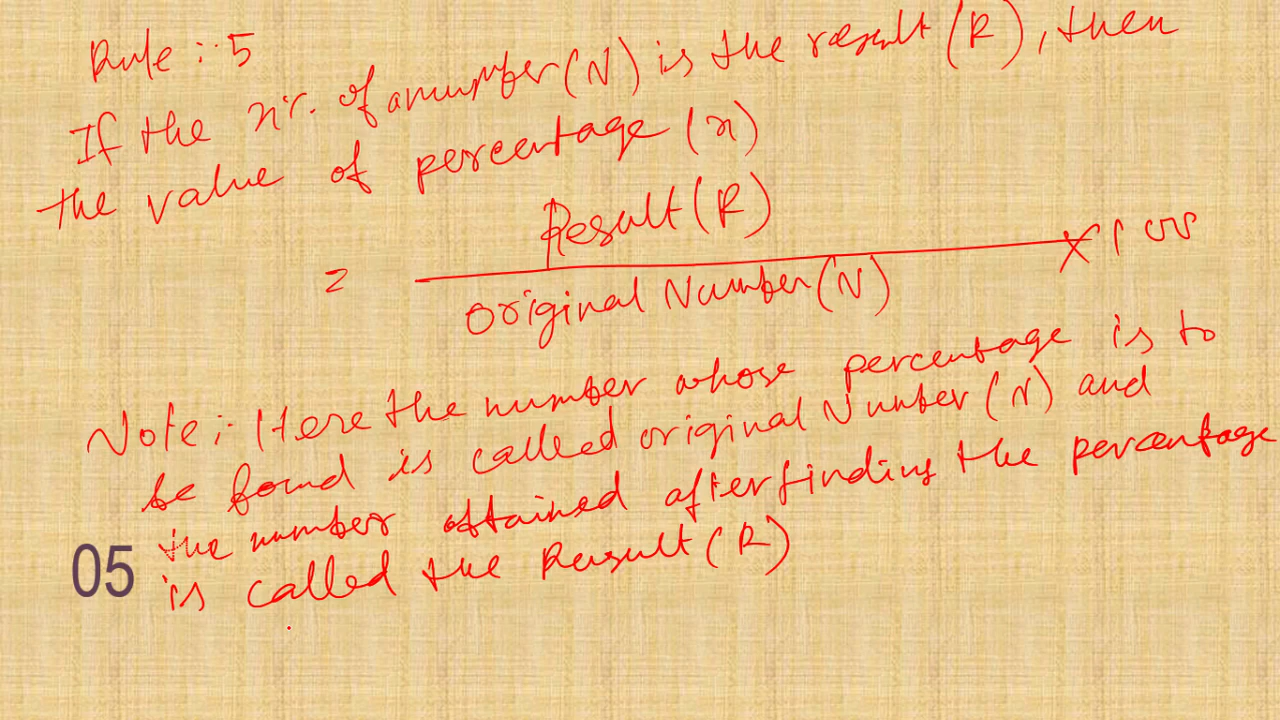 Rule :- 5
If the x%. of a number (N) is the result (R), then
the value of percentage (x)
= Result (R)
× 100
Original Number (N)
Note :- Here the number whose percentage is to
be found is called original Number (N) and
the number obtained after finding the percentage
is called the Result (R)
05